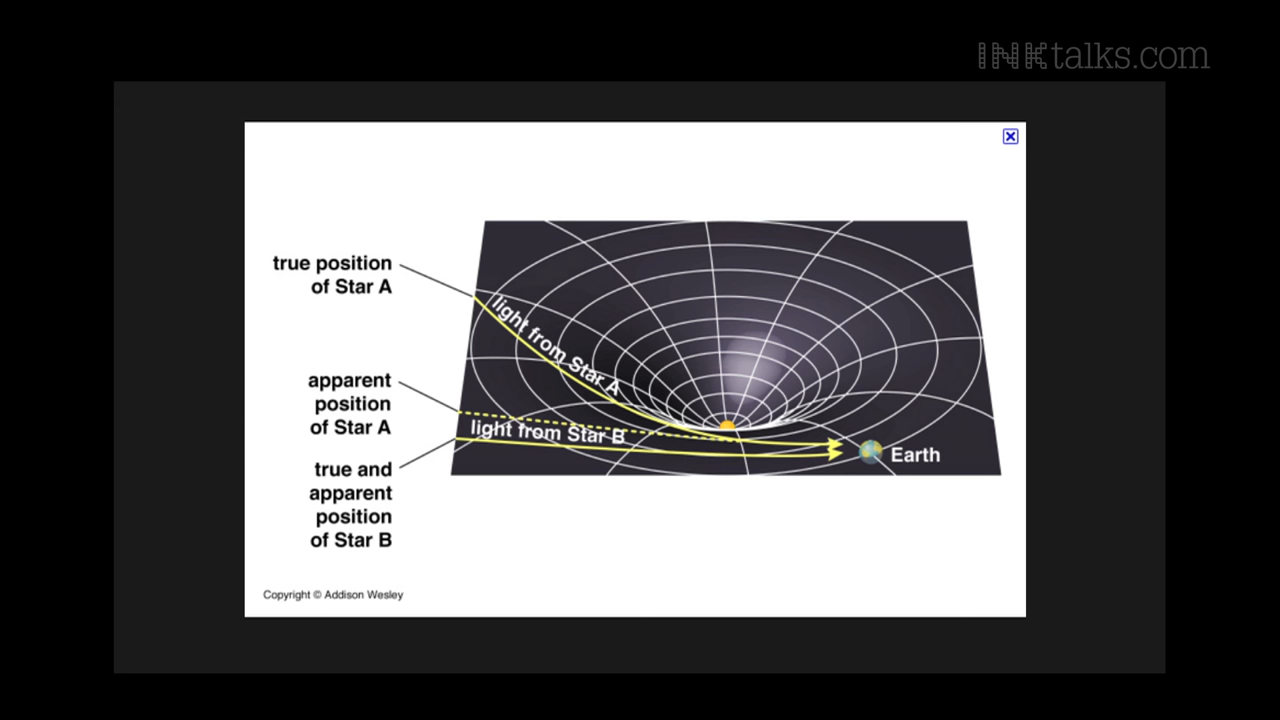 INKtalks.com
true position
of Star A
light from Star A
apparent
position
of Star A
light from Star B
Earth
true and
apparent
position
of Star B
Copyright © Addison Wesley